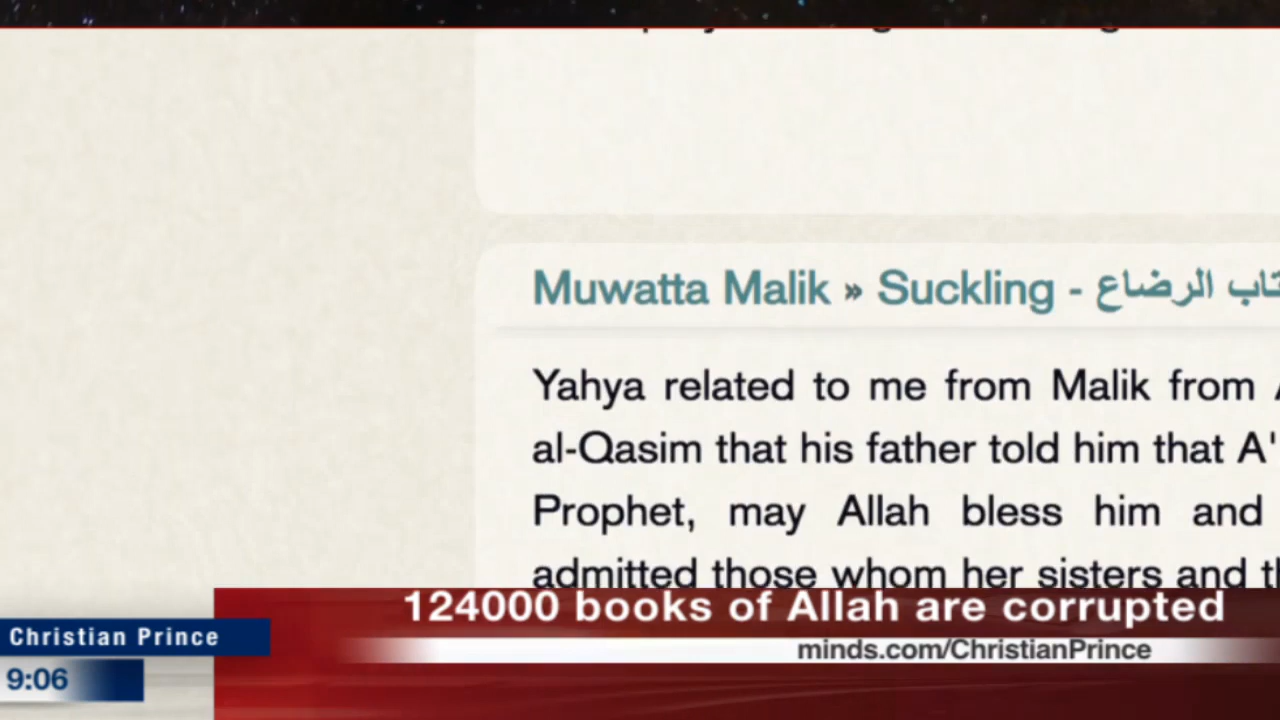 Muwatta Malik » Suckling - كتاب الرضاع
Yahya related to me from Malik from
al-Qasim that his father told him that A'
Prophet, may Allah bless him and
admitted those whom her sisters and
124000 books of Allah are corrupted
Christian Prince
minds.com/ChristianPrince
9:06